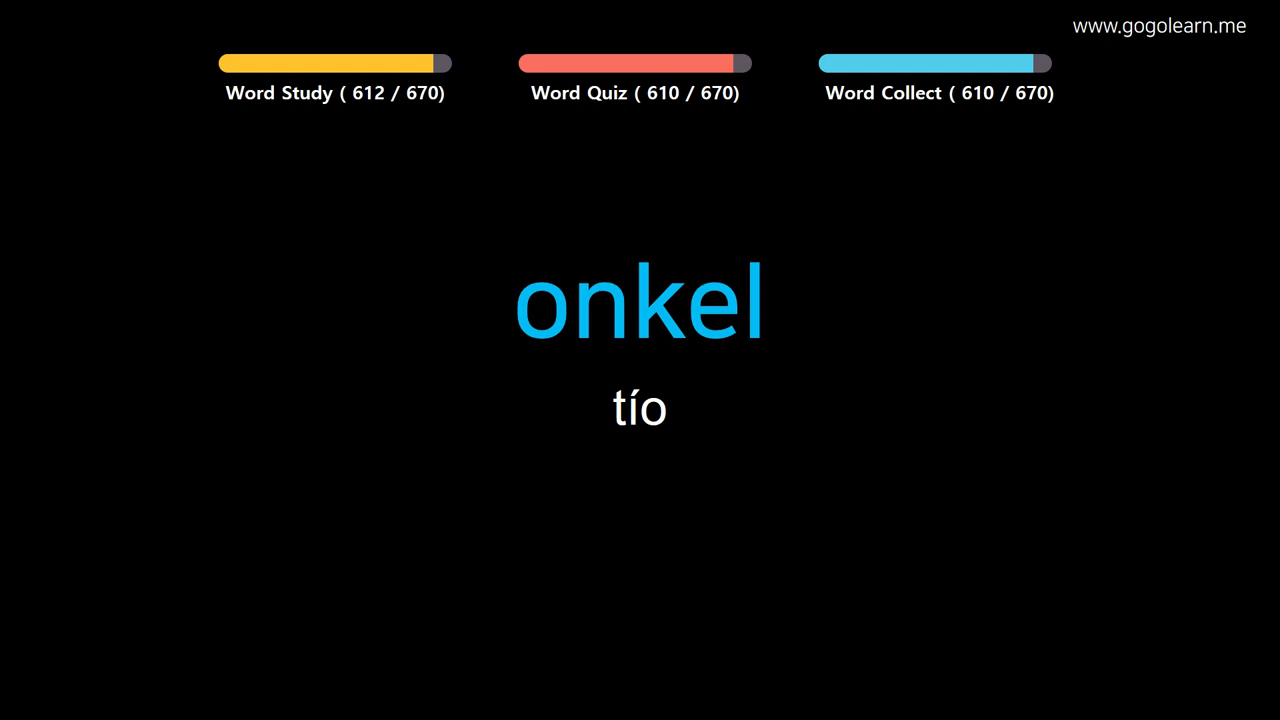 www.gogolearn.me
Word Study ( 612 / 670)
Word Quiz ( 610 / 670)
Word Collect ( 610 / 670)
onkel
tío